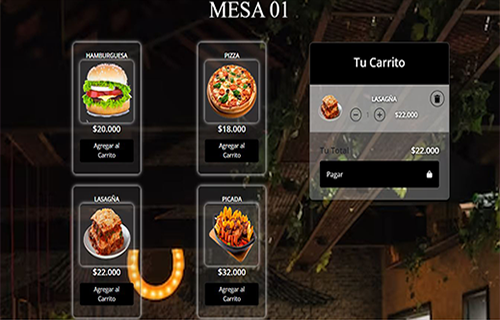 MESA 01
HAMBURGUESA
$20.000
Agregar al
Carrito
PIZZA
$18.000
Agregar al
Carrito
LASAGÑA
$22.000
Agregar al
Carrito
PICADA
$32.000
Agregar al
Carrito
Tu Carrito
LASAGÑA
1
$22.000
Tu Total
$22.000
Pagar